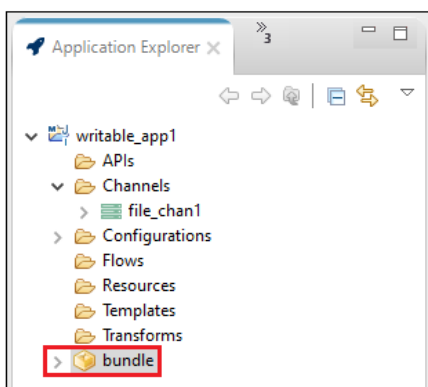 Application Explorer
3
writable_app1
APIs
Channels
file_chan1
Configurations
Flows
Resources
Templates
Transforms
bundle